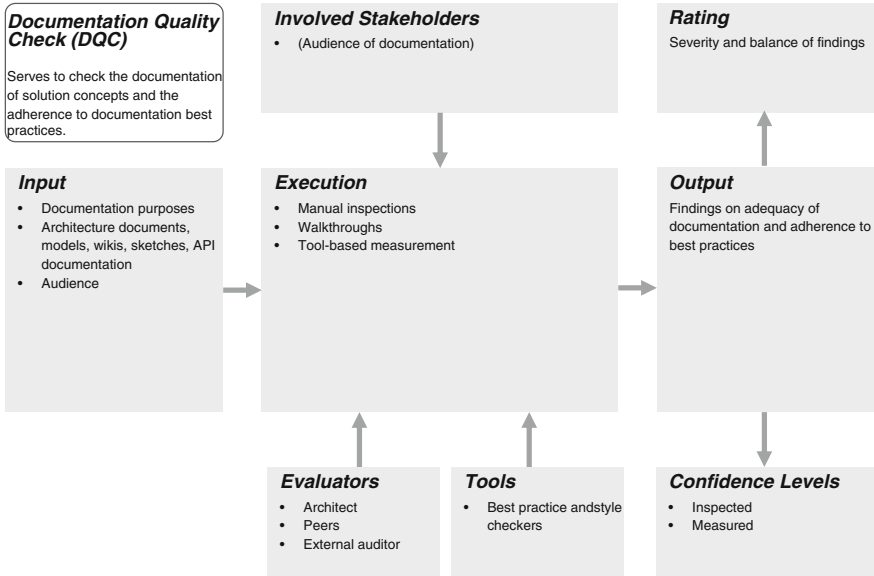 Documentation Quality
Check (DQC)
Serves to check the documentation
of solution concepts and the
adherence to documentation best
practices.
Involved Stakeholders
• (Audience of documentation)
Rating
Severity and balance of findings
Input
• Documentation purposes
• Architecture documents,
models, wikis, sketches, API
documentation
• Audience
Execution
• Manual inspections
• Walkthroughs
• Tool-based measurement
Output
Findings on adequacy of
documentation and adherence to
best practices
Evaluators
• Architect
• Peers
• External auditor
Tools
• Best practice andstyle
checkers
Confidence Levels
• Inspected
• Measured